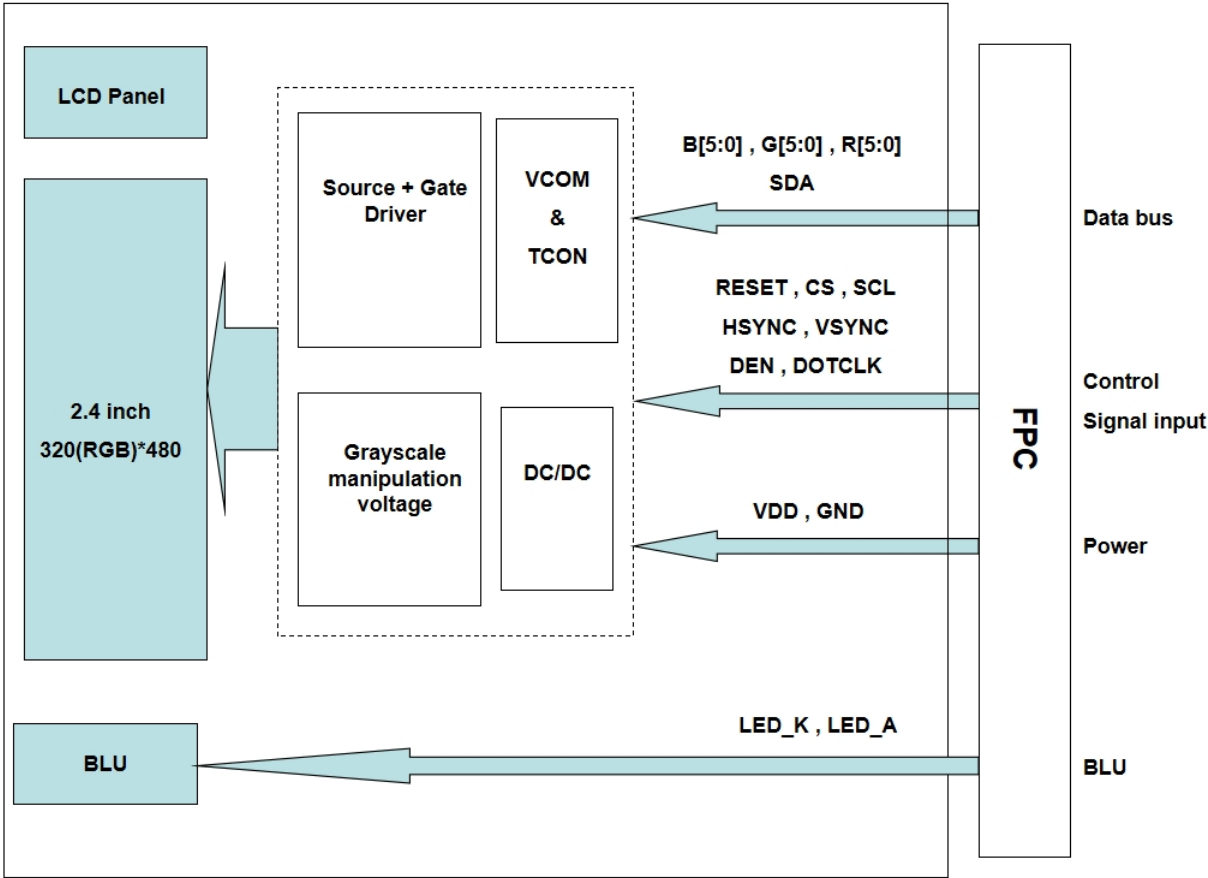 LCD Panel
2.4 inch
320(RGB)*480
BLU
Source + Gate
Driver
VCOM
&
TCON
Grayscale
manipulation
voltage
DC/DC
B[5:0] , G[5:0] , R[5:0]
SDA
RESET , CS , SCL
HSYNC , VSYNC
DEN , DOTCLK
VDD , GND
LED_K , LED_A
FPC
Data bus
Control
Signal input
Power
BLU